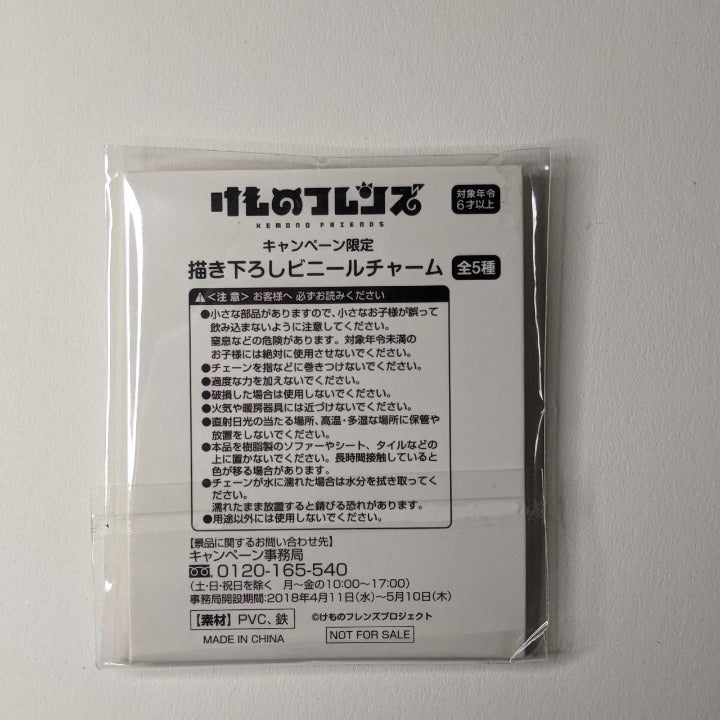 けものフレンズ
KEMONO FRIENDS
対象年令
6才以上
キャンペーン限定
描き下ろしビニールチャーム 全5種
⚠<注 意> お客様へ 必ずお読みください
●小さな部品がありますので、小さなお子様が誤って
飲み込まないように注意してください。
窒息などの危険があります。対象年令未満の
お子様には絶対に使用させないでください。
●チェーンを指などに巻きつけないでください。
●過度な力を加えないでください。
●破損した場合は使用しないでください。
●火気や暖房器具には近づけないでください。
●直射日光の当たる場所、高温・多湿な場所に保管や
放置をしないでください。
●本品を樹脂製のソファーやシート、タイルなどの
上に置かないでください。長時間接触していると
色が移る場合があります。
●チェーンが水に濡れた場合は水分を拭き取ってく
ださい。
濡れたまま放置すると錆びる恐れがあります。
●用途以外には使用しないでください。
【景品に関するお問い合わせ先】
キャンペーン事務局
0120-165-540
(土・日・祝日を除く 月〜金の10:00〜17:00)
事務局開設期間:2018年4月11日(水)〜5月10日(木)
【素材】PVC、鉄
©けものフレンズプロジェクト
MADE IN CHINA
NOT FOR SALE